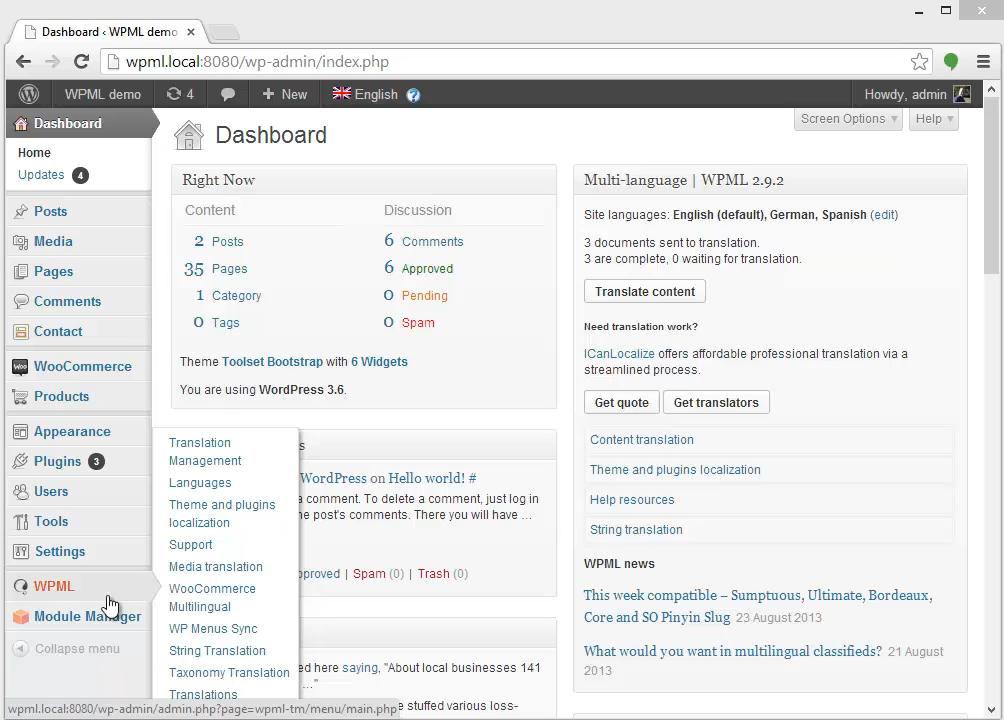 Dashboard ‹ WPML demo
wpml.local:8080/wp-admin/index.php
WPML demo
4
New
English
?
Howdy, admin
Dashboard
Home
Updates 4
Posts
Media
Pages
Comments
Contact
Woo
WooCommerce
Products
Appearance
Plugins 3
Users
Tools
Settings
WPML
Module Manager
Collapse menu
Dashboard
Screen Options
Help
Right Now
Content
Discussion
2 Posts
6 Comments
35 Pages
6 Approved
1 Category
0 Pending
0 Tags
0 Spam
Theme Toolset Bootstrap with 6 Widgets
You are using WordPress 3.6.
Translation
Management
Languages
Theme and plugins
localization
Support
Media translation
WooCommerce
Multilingual
WP Menus Sync
String Translation
Taxonomy Translation
Translations
s
WordPress on Hello world! #
a comment. To delete a comment, just log in
the post's comments. There you will have ...
pproved | Spam (0) | Trash (0)
ed here saying, "About local businesses 141
..."
e stuffed various loss-
Multi-language | WPML 2.9.2
Site languages: English (default), German, Spanish (edit)
3 documents sent to translation.
3 are complete, 0 waiting for translation.
Translate content
Need translation work?
ICanLocalize offers affordable professional translation via a
streamlined process.
Get quote
Get translators
Content translation
Theme and plugins localization
Help resources
String translation
WPML news
This week compatible – Sumptuous, Ultimate, Bordeaux,
Core and SO Pinyin Slug 23 August 2013
What would you want in multilingual classifieds? 21 August
2013
wpml.local:8080/wp-admin/admin.php?page=wpml-tm/menu/main.php